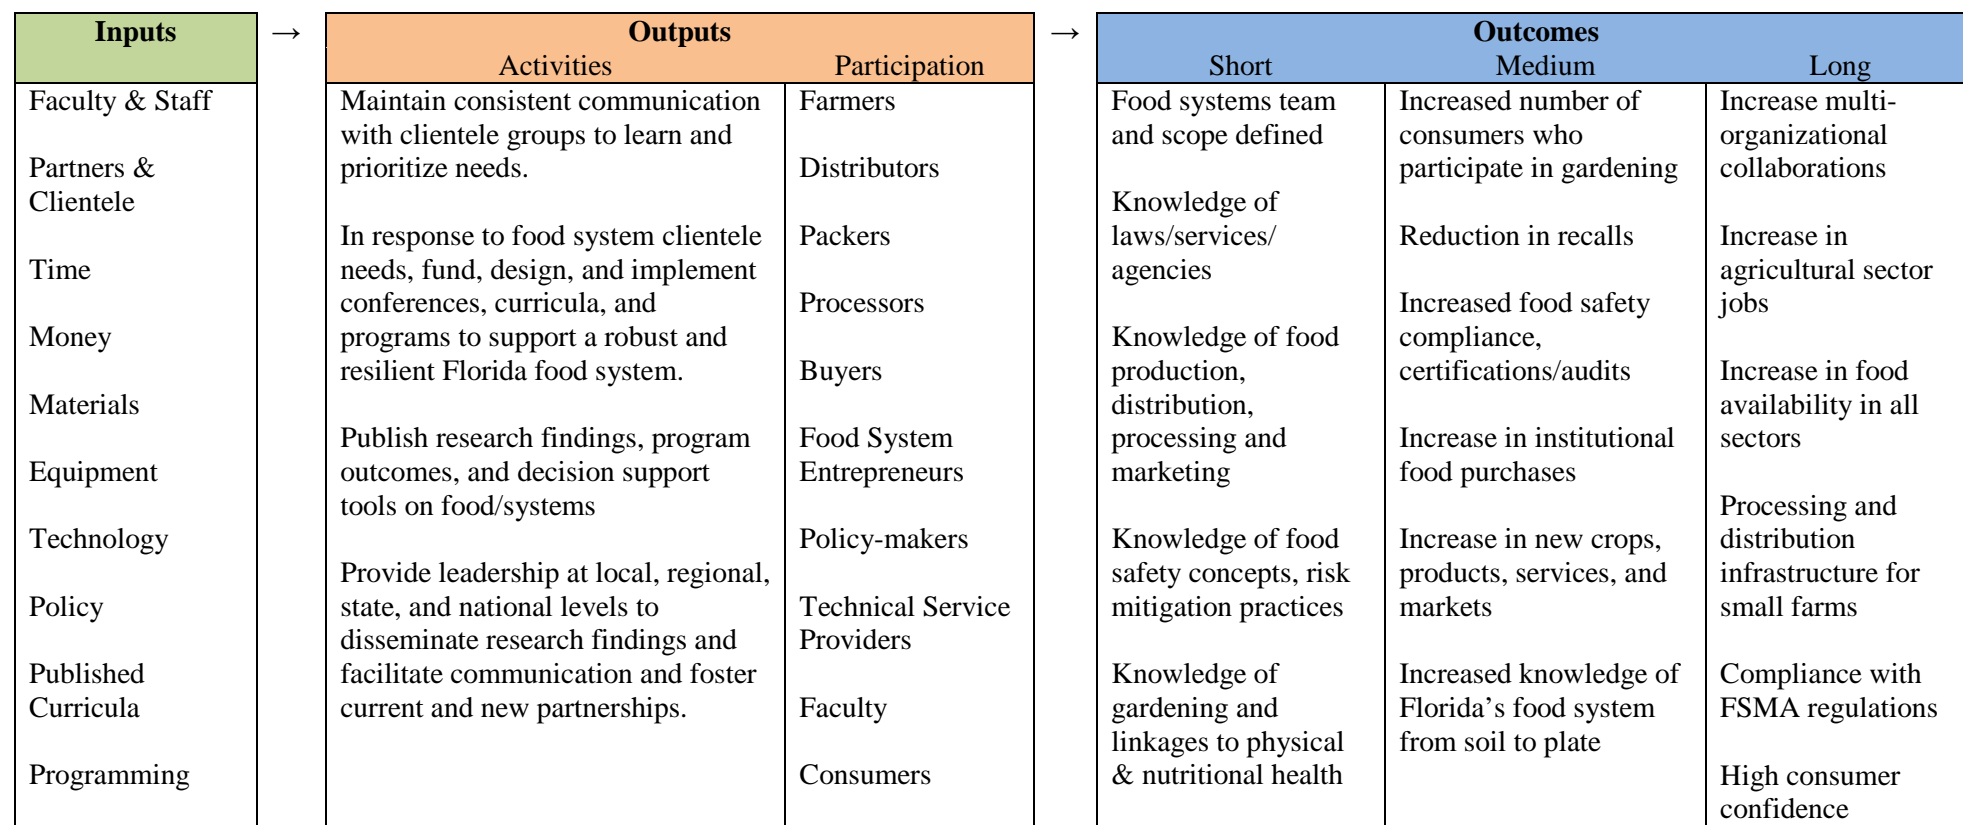 Inputs
→
Outputs
Activities
Participation
→
Outcomes
Short
Medium
Long
Faculty & Staff
Partners &
Clientele
Time
Money
Materials
Equipment
Technology
Policy
Published
Curricula
Programming
Maintain consistent communication
with clientele groups to learn and
prioritize needs.
In response to food system clientele
needs, fund, design, and implement
conferences, curricula, and
programs to support a robust and
resilient Florida food system.
Publish research findings, program
outcomes, and decision support
tools on food/systems
Provide leadership at local, regional,
state, and national levels to
disseminate research findings and
facilitate communication and foster
current and new partnerships.
Farmers
Distributors
Packers
Processors
Buyers
Food System
Entrepreneurs
Policy-makers
Technical Service
Providers
Faculty
Consumers
Food systems team
and scope defined
Knowledge of
laws/services/
agencies
Knowledge of food
production,
distribution,
processing and
marketing
Knowledge of food
safety concepts, risk
mitigation practices
Knowledge of
gardening and
linkages to physical
& nutritional health
Increased number of
consumers who
participate in gardening
Reduction in recalls
Increased food safety
compliance,
certifications/audits
Increase in institutional
food purchases
Increase in new crops,
products, services, and
markets
Increased knowledge of
Florida’s food system
from soil to plate
Increase multi-
organizational
collaborations
Increase in
agricultural sector
jobs
Increase in food
availability in all
sectors
Processing and
distribution
infrastructure for
small farms
Compliance with
FSMA regulations
High consumer
confidence